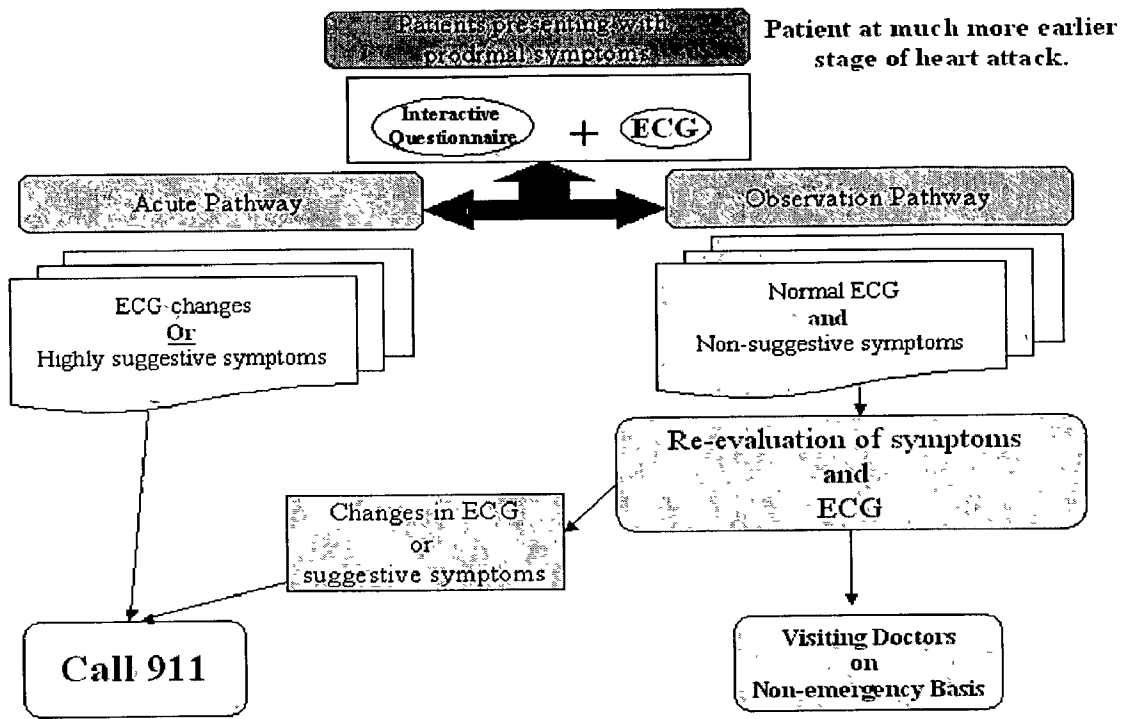 Patients presenting with
prodrmal symptoms
Patient at much more earlier
stage of heart attack.
Interactive
Questionnaire
+
ECG
Acute Pathway
Observation Pathway
ECG changes
Or
Highly suggestive symptoms
Normal ECG
and
Non-suggestive symptoms
Re-evaluation of symptoms
and
ECG
Changes in ECG
or
suggestive symptoms
Call 911
Visiting Doctors
on
Non-emergency Basis